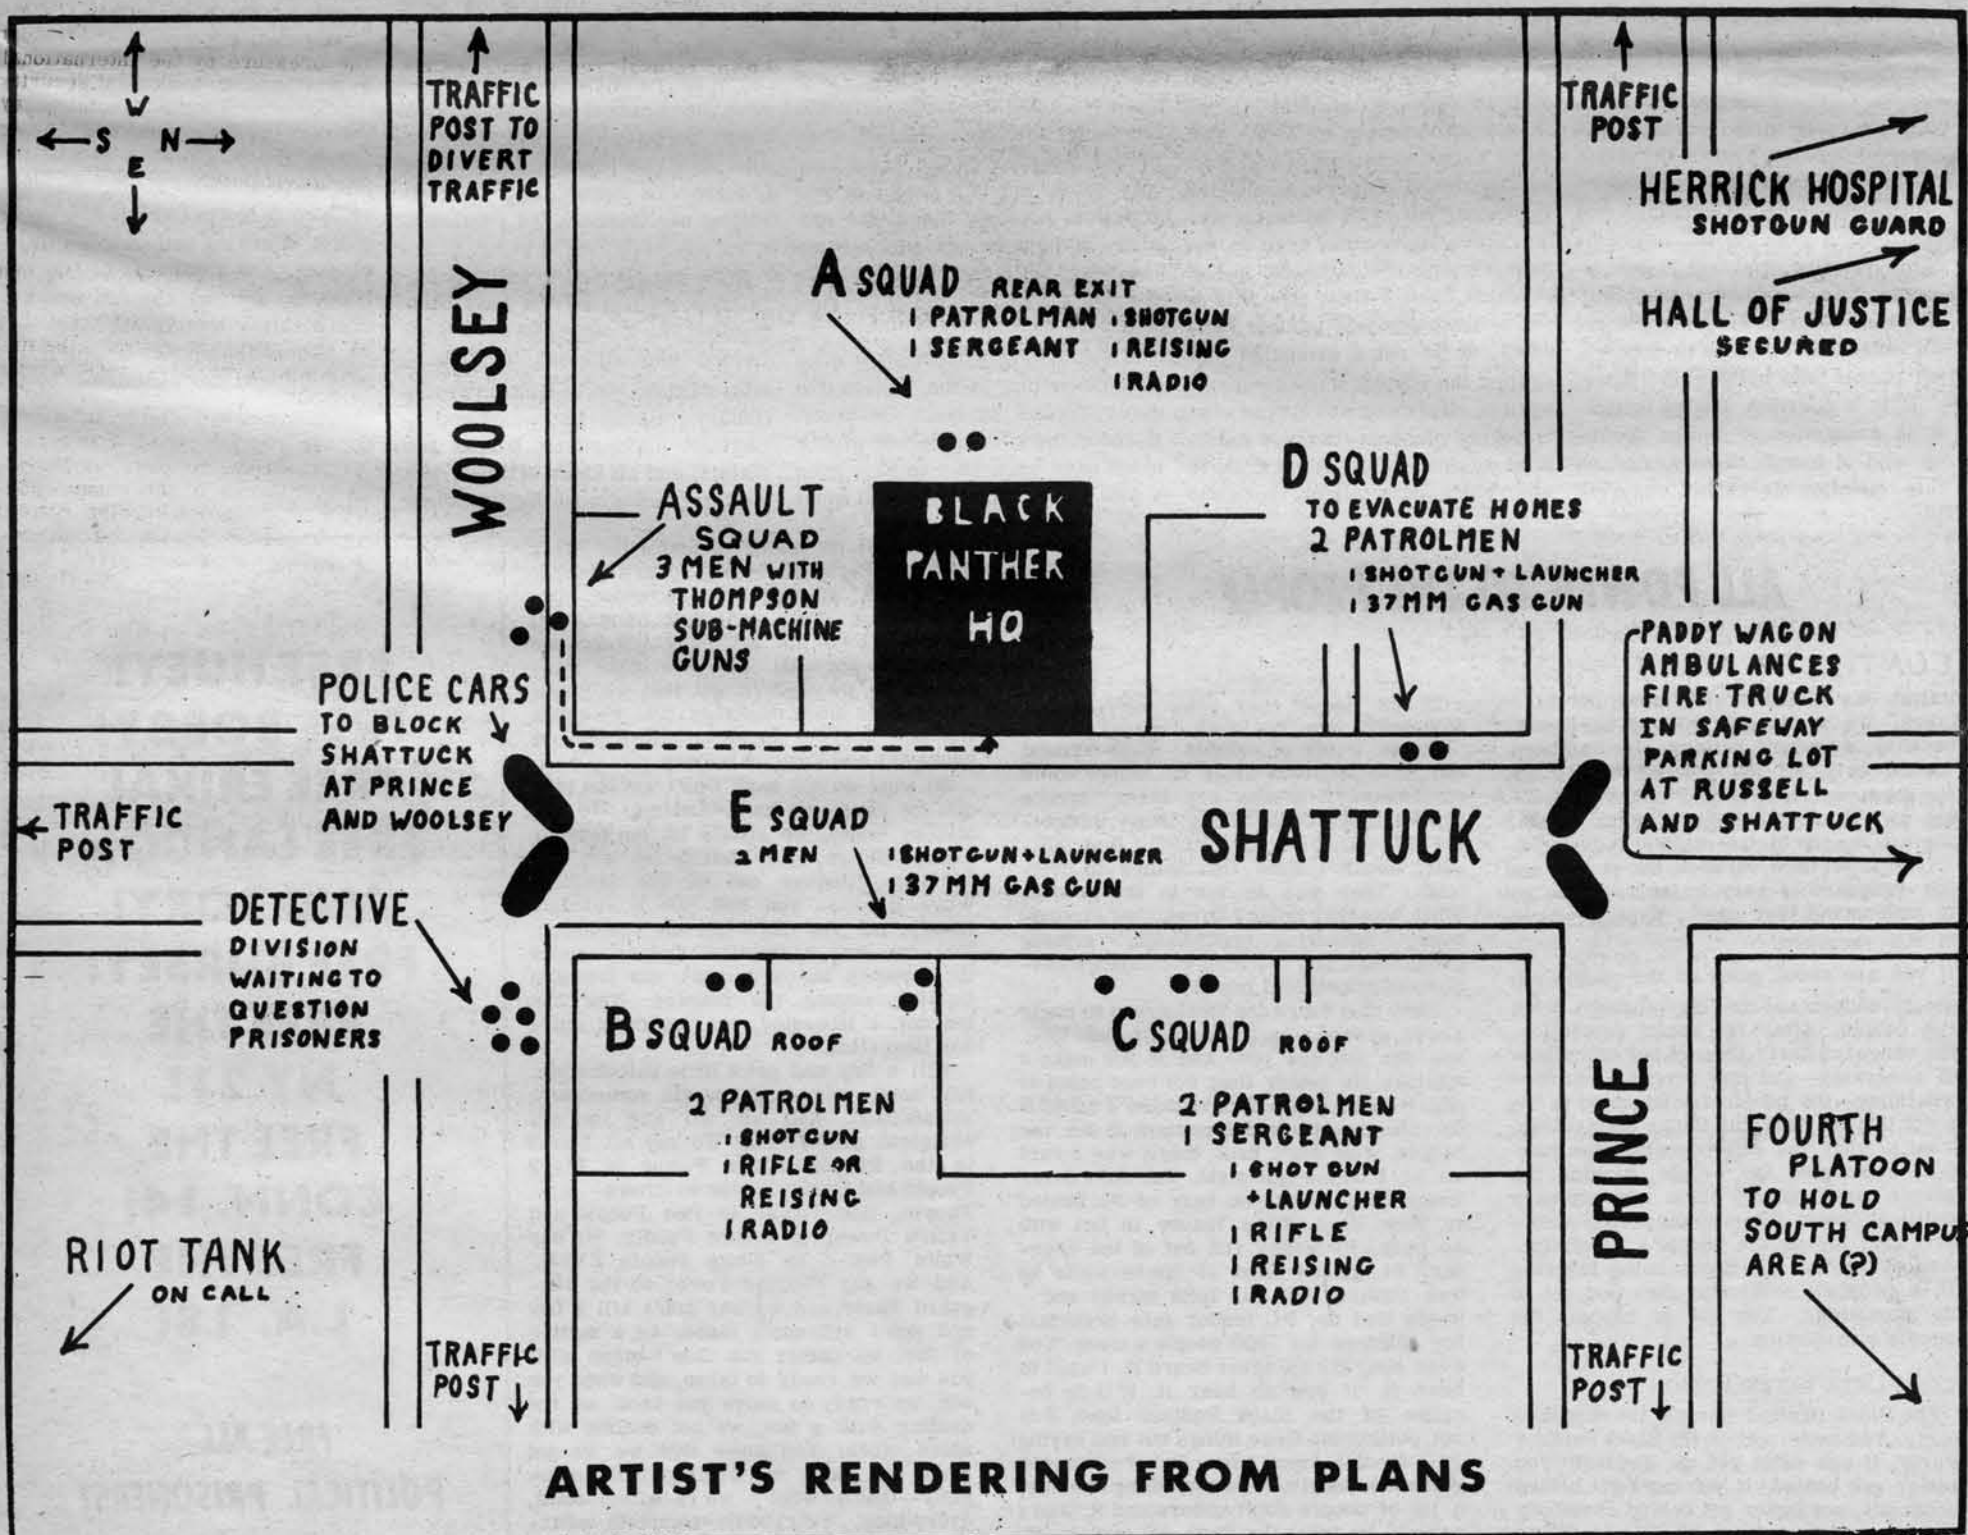 W
S N
E
TRAFFIC
POST TO
DIVERT
TRAFFIC
WOOLSEY
TRAFFIC
POST
HERRICK HOSPITAL
SHOTGUN GUARD
HALL OF JUSTICE
SECURED
A SQUAD REAR EXIT
1 PATROLMAN 1 SHOTGUN
1 SERGEANT 1 REISING
1 RADIO
ASSAULT
SQUAD
3 MEN WITH
THOMPSON
SUB-MACHINE
GUNS
BLACK
PANTHER
HQ
D SQUAD
TO EVACUATE HOMES
2 PATROLMEN
1 SHOTGUN + LAUNCHER
1 37MM GAS GUN
POLICE CARS
TO BLOCK
SHATTUCK
AT PRINCE
AND WOOLSEY
PADDY WAGON
AMBULANCES
FIRE TRUCK
IN SAFEWAY
PARKING LOT
AT RUSSELL
AND SHATTUCK
TRAFFIC
POST
E SQUAD
2 MEN 1 SHOTGUN + LAUNCHER
1 37MM GAS GUN
SHATTUCK
DETECTIVE
DIVISION
WAITING TO
QUESTION
PRISONERS
B SQUAD ROOF
2 PATROLMEN
1 SHOTGUN
1 RIFLE OR
REISING
1 RADIO
C SQUAD ROOF
2 PATROLMEN
1 SERGEANT
1 SHOTGUN
+ LAUNCHER
1 RIFLE
1 REISING
1 RADIO
PRINCE
FOURTH
PLATOON
TO HOLD
SOUTH CAMPUS
AREA (?)
RIOT TANK
ON CALL
TRAFFIC
POST
TRAFFIC
POST
ARTIST'S RENDERING FROM PLANS